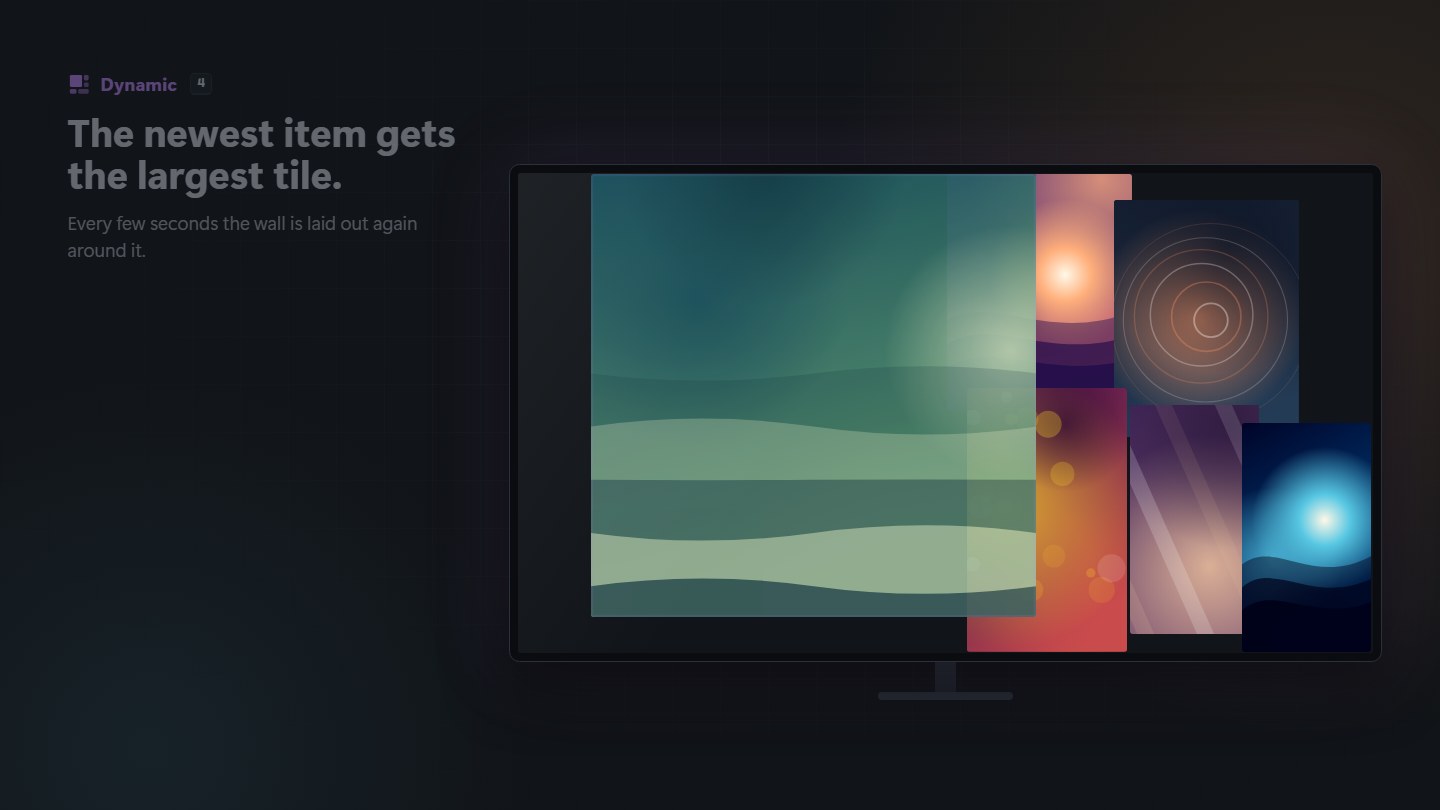 Dynamic 4
The newest item gets
the largest tile.
Every few seconds the wall is laid out again
around it.